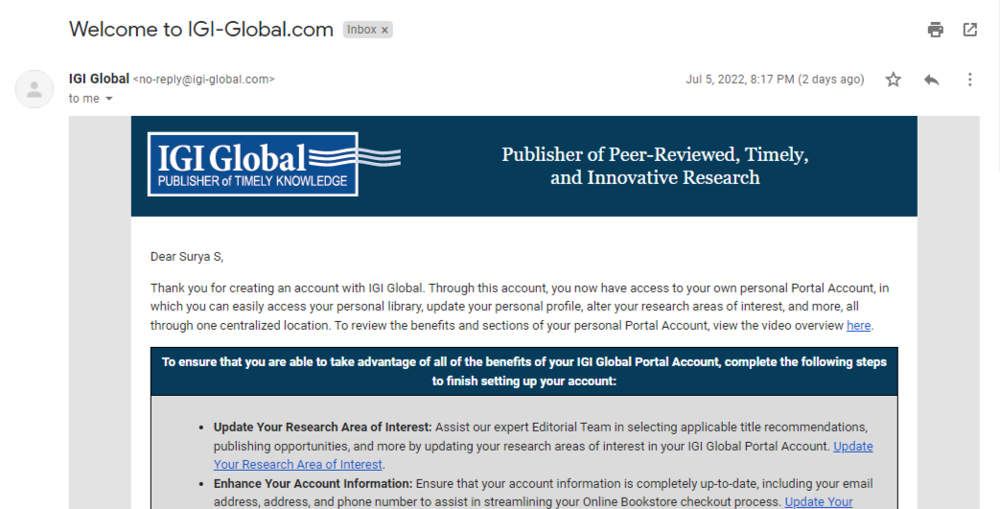 Welcome to IGI-Global.com Inbox x
IGI Global <no-reply@igi-global.com> Jul 5, 2022, 8:17 PM (2 days ago)
to me
IGI Global
PUBLISHER of TIMELY KNOWLEDGE
Publisher of Peer-Reviewed, Timely,
and Innovative Research
Dear Surya S,
Thank you for creating an account with IGI Global. Through this account, you now have access to your own personal Portal Account, in
which you can easily access your personal library, update your personal profile, alter your research areas of interest, and more, all
through one centralized location. To review the benefits and sections of your personal Portal Account, view the video overview here.
To ensure that you are able to take advantage of all of the benefits of your IGI Global Portal Account, complete the following steps
to finish setting up your account:
• Update Your Research Area of Interest: Assist our expert Editorial Team in selecting applicable title recommendations,
publishing opportunities, and more by updating your research areas of interest in your IGI Global Portal Account. Update
Your Research Area of Interest.
• Enhance Your Account Information: Ensure that your account information is completely up-to-date, including your email
address, address, and phone number to assist in streamlining your Online Bookstore checkout process. Update Your